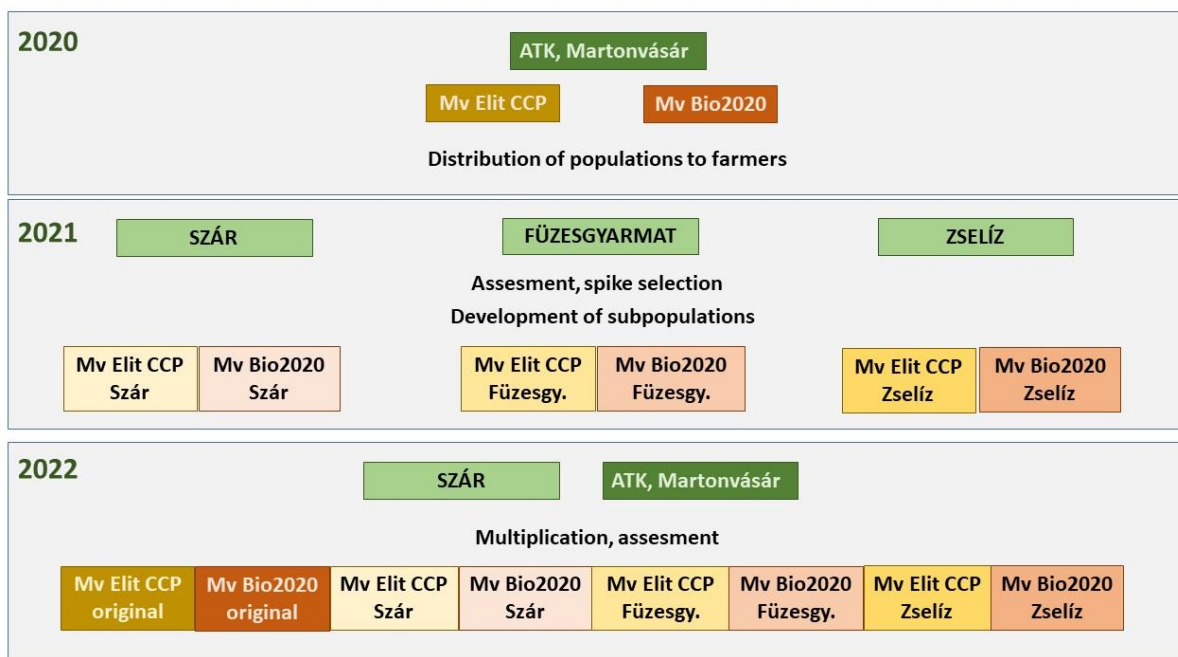 2020
ATK, Martonvásár
Mv Elit CCP
Mv Bio2020
Distribution of populations to farmers
2021
SZÁR
FÜZESGYARMAT
ZSELÍZ
Assesment, spike selection
Development of subpopulations
Mv Elit CCP
Szár
Mv Bio2020
Szár
Mv Elit CCP
Füzesgy.
Mv Bio2020
Füzesgy.
Mv Elit CCP
Zselíz
Mv Bio2020
Zselíz
2022
SZÁR
ATK, Martonvásár
Multiplication, assesment
Mv Elit CCP
original
Mv Bio2020
original
Mv Elit CCP
Szár
Mv Bio2020
Szár
Mv Elit CCP
Füzesgy.
Mv Bio2020
Füzesgy.
Mv Elit CCP
Zselíz
Mv Bio2020
Zselíz